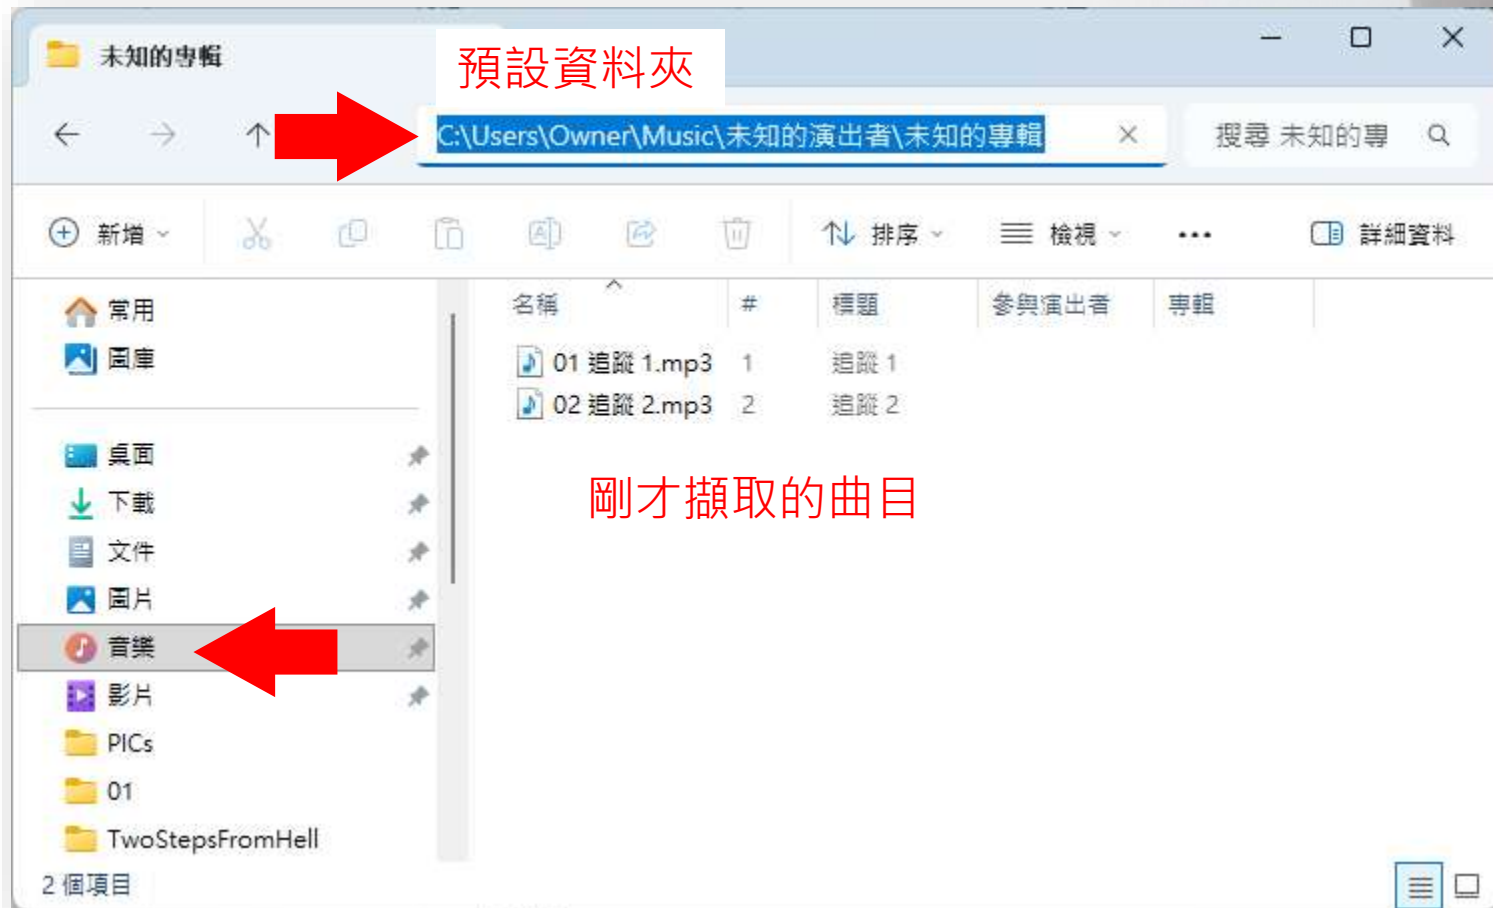 未知的專輯
預設資料夾
C:\Users\Owner\Music\未知的演出者\未知的專輯
搜尋 未知的專
新增
排序
檢視
詳細資料
名稱 # 標題 參與演出者 專輯
01 追蹤 1.mp3 1 追蹤 1
02 追蹤 2.mp3 2 追蹤 2
剛才擷取的曲目
常用
圖庫
桌面
下載
文件
圖片
音樂
影片
PICs
01
TwoStepsFromHell
2 個項目